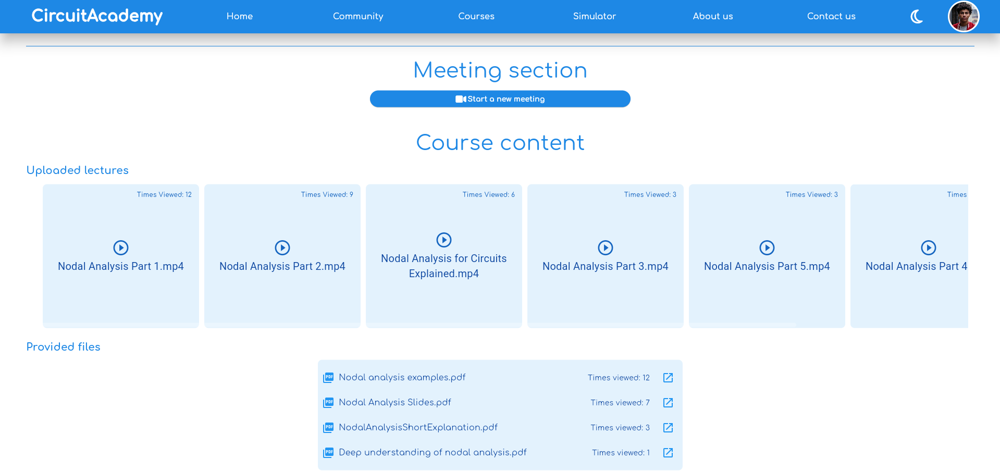 CircuitAcademy Home Community Courses Simulator About us Contact us
Meeting section
Start a new meeting
Course content
Uploaded lectures
Times Viewed: 12
Nodal Analysis Part 1.mp4
Times Viewed: 9
Nodal Analysis Part 2.mp4
Times Viewed: 6
Nodal Analysis for Circuits
Explained.mp4
Times Viewed: 3
Nodal Analysis Part 3.mp4
Times Viewed: 3
Nodal Analysis Part 5.mp4
Times
Nodal Analysis Part 4
Provided files
PDF Nodal analysis examples.pdf Times viewed: 12
PDF Nodal Analysis Slides.pdf Times viewed: 7
PDF NodalAnalysisShortExplanation.pdf Times viewed: 3
PDF Deep understanding of nodal analysis.pdf Times viewed: 1